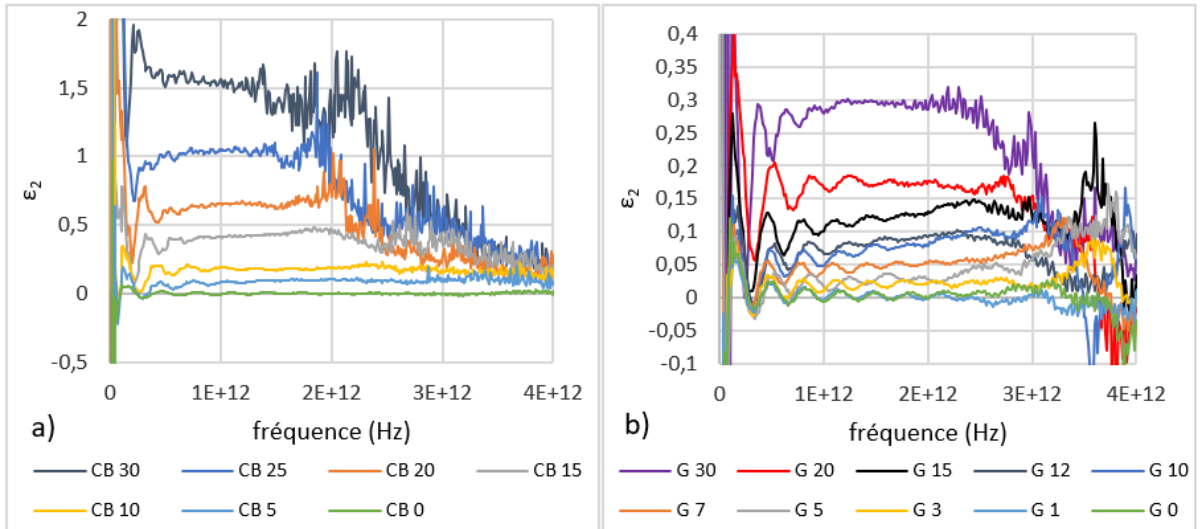 2
1,5
1
0,5
0
-0,5
ε2
0 1E+12 2E+12 3E+12 4E+12
fréquence (Hz)
a)
CB 30 CB 25 CB 20 CB 15
CB 10 CB 5 CB 0
0,4
0,35
0,3
0,25
0,2
0,15
0,1
0,05
0
-0,05
-0,1
ε2
0 1E+12 2E+12 3E+12 4E+12
fréquence (Hz)
b)
G 30 G 20 G 15 G 12 G 10
G 7 G 5 G 3 G 1 G 0